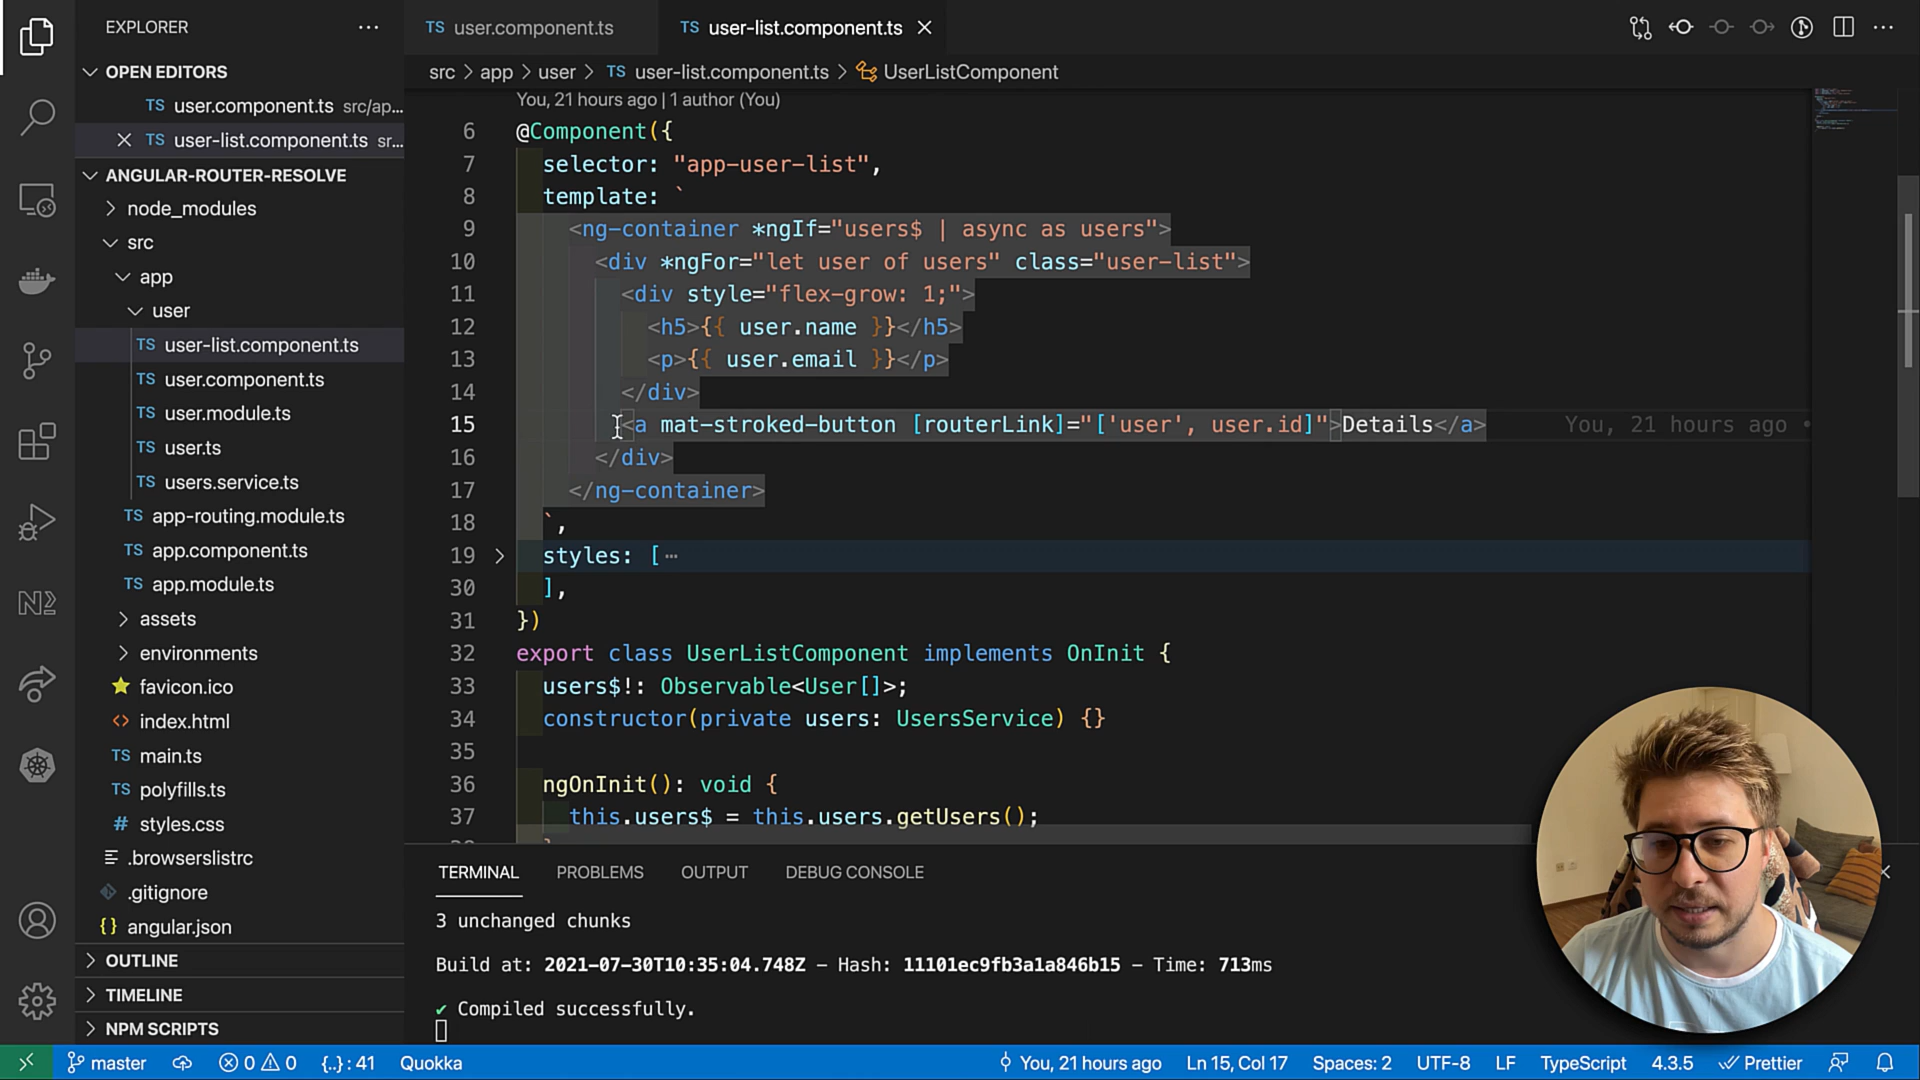 EXPLORER
OPEN EDITORS
TS user.component.ts src/ap...
TS user-list.component.ts sr...
ANGULAR-ROUTER-RESOLVE
node_modules
src
app
user
TS user-list.component.ts
TS user.component.ts
TS user.module.ts
TS user.ts
TS users.service.ts
TS app-routing.module.ts
TS app.component.ts
TS app.module.ts
assets
environments
favicon.ico
<> index.html
TS main.ts
TS polyfills.ts
# styles.css
.browserslistrc
.gitignore
{} angular.json
OUTLINE
TIMELINE
NPM SCRIPTS
TS user.component.ts
TS user-list.component.ts
src > app > user > TS user-list.component.ts > UserListComponent
You, 21 hours ago | 1 author (You)
6 @Component({
7 selector: "app-user-list",
8 template: `
9 <ng-container *ngIf="users$ | async as users">
10 <div *ngFor="let user of users" class="user-list">
11 <div style="flex-grow: 1;">
12 <h5>{{ user.name }}</h5>
13 <p>{{ user.email }}</p>
14 </div>
15 <a mat-stroked-button [routerLink]="['user', user.id]">Details</a> You, 21 hours ago •
16 </div>
17 </ng-container>
18 `,
19 styles: [ ⋯
30 ],
31 })
32 export class UserListComponent implements OnInit {
33 users$!: Observable<User[]>;
34 constructor(private users: UsersService) {}
35
36 ngOnInit(): void {
37 this.users$ = this.users.getUsers();
TERMINAL PROBLEMS OUTPUT DEBUG CONSOLE
3 unchanged chunks
Build at: 2021-07-30T10:35:04.748Z - Hash: 11101ec9fb3a1a846b15 - Time: 713ms
✔ Compiled successfully.
master 0 0 {..}: 41 Quokka You, 21 hours ago Ln 15, Col 17 Spaces: 2 UTF-8 LF TypeScript 4.3.5 Prettier